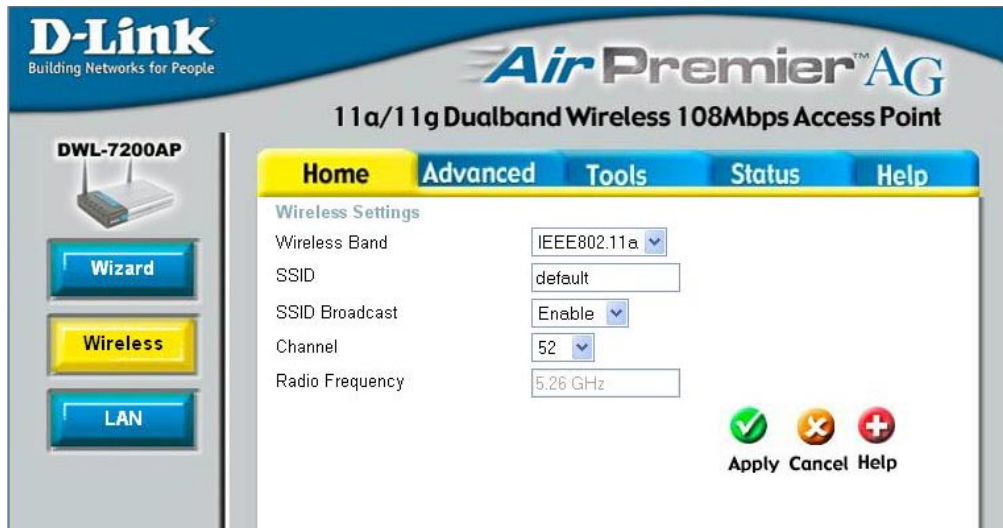 D-Link
Building Networks for People
Air Premier™ AG
11a/11g Dualband Wireless 108Mbps Access Point
DWL-7200AP
Home Advanced Tools Status Help
Wizard
Wireless
LAN
Wireless Settings
Wireless Band IEEE802.11a
SSID default
SSID Broadcast Enable
Channel 52
Radio Frequency 5.26 GHz
Apply Cancel Help